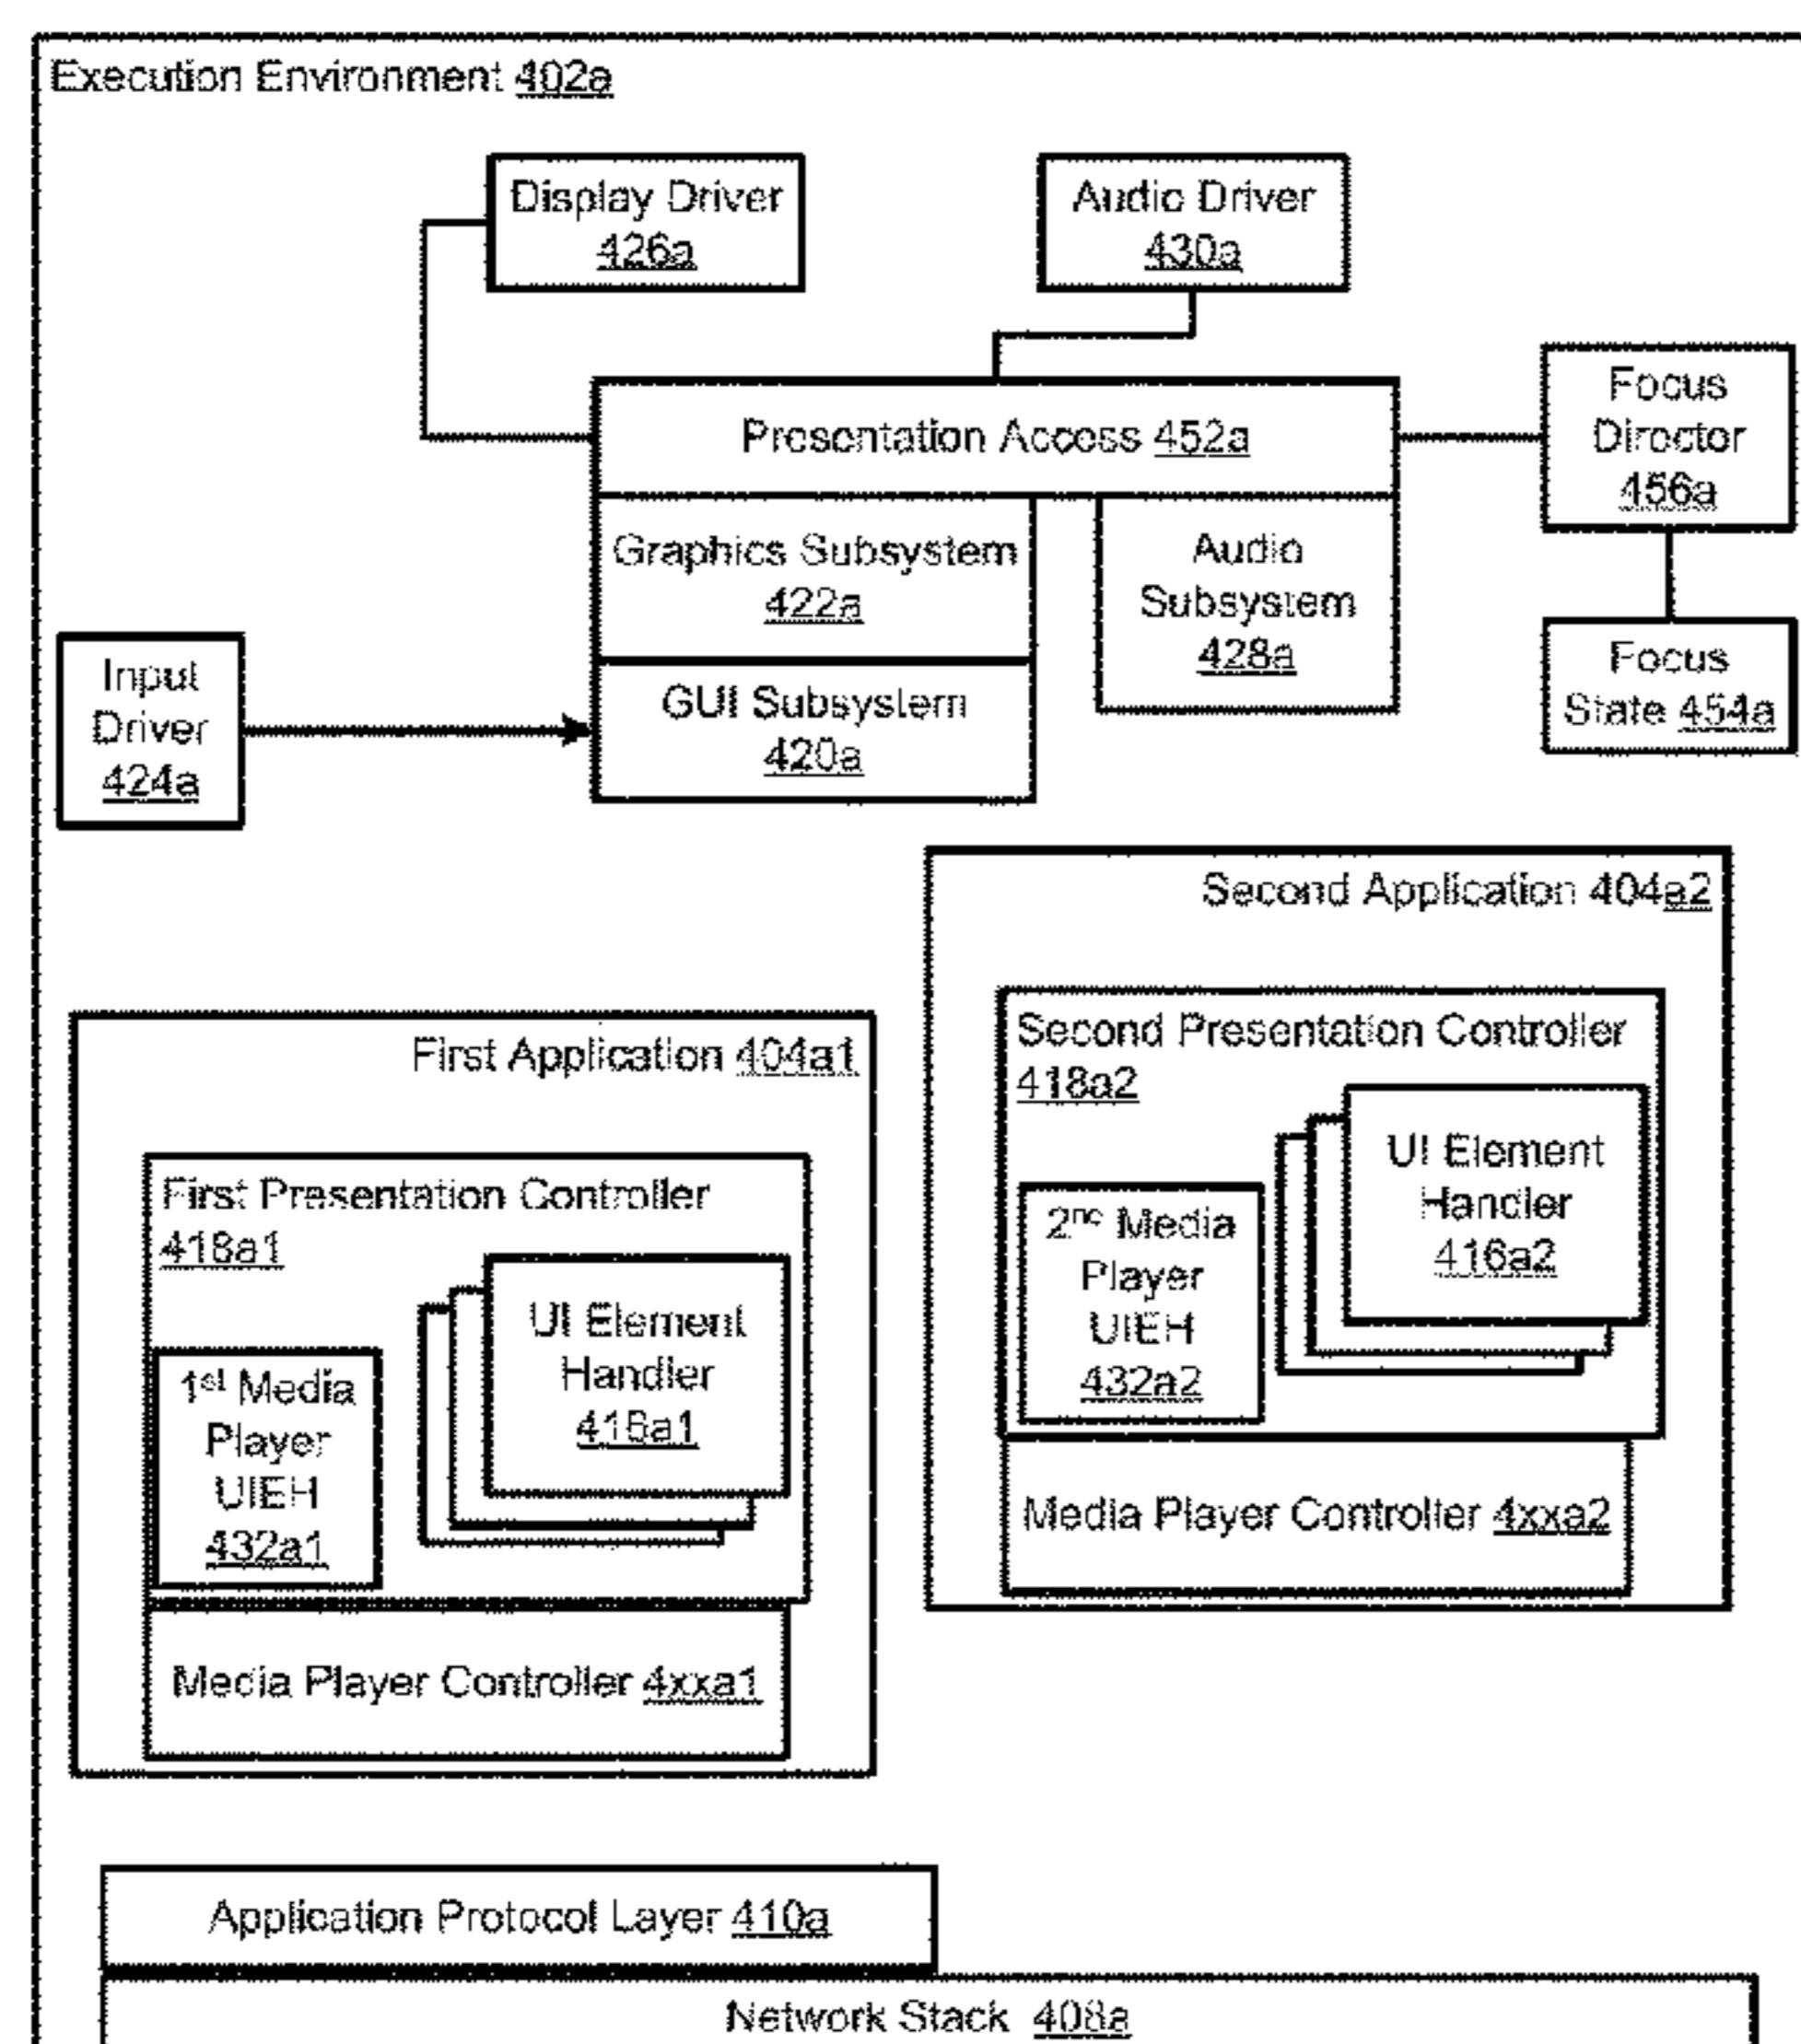 Execution Environment 402a
Display Driver
426a
Audio Driver
430a
Presentation Access 452a
Focus
Director
456a
Graphics Subsystem
422a
Audio
Subsystem
428a
Input
Driver
424a
GUI Subsystem
420a
Focus
State 454a
Second Application 404a2
Second Presentation Controller
418a2
UI Element
Handler
416a2
2nd Media
Player
UIEH
432a2
Media Player Controller 4xxa2
First Application 404a1
First Presentation Controller
418a1
UI Element
Handler
416a1
1st Media
Player
UIEH
432a1
Media Player Controller 4xxa1
Application Protocol Layer 410a
Network Stack 408a